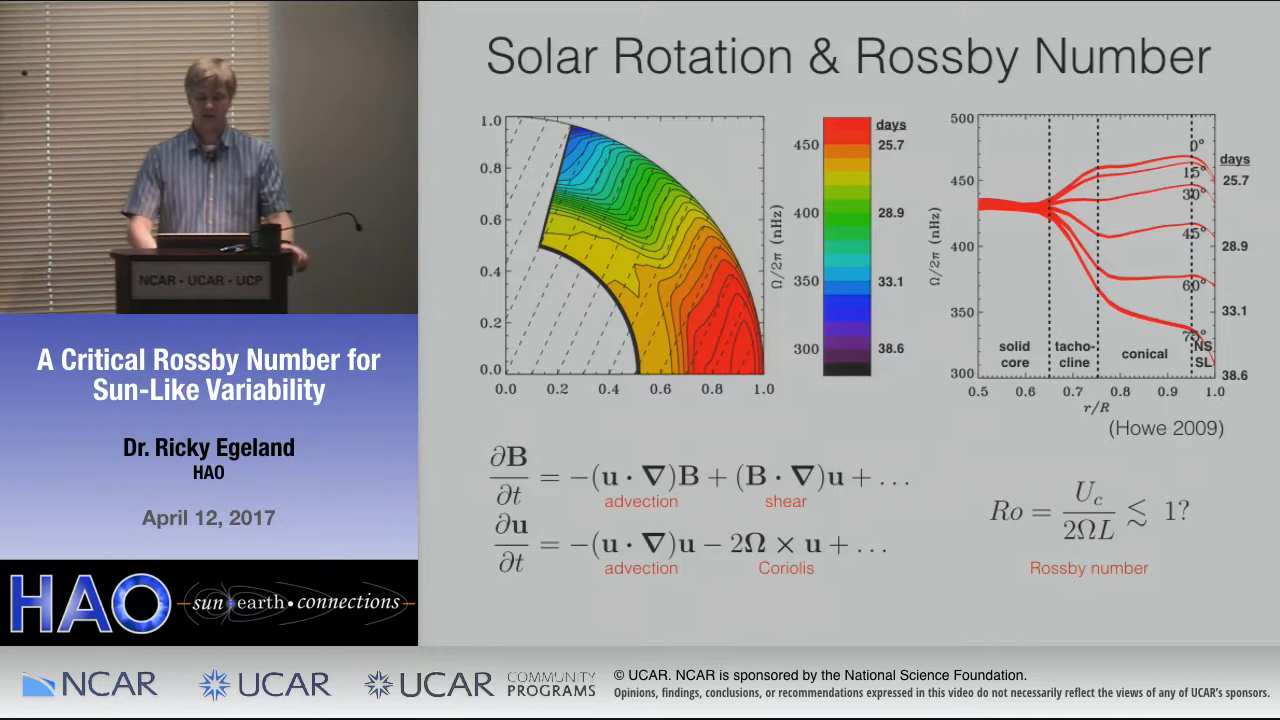 Solar Rotation & Rossby Number
1.0
0.8
0.6
0.4
0.2
0.0
0.0 0.2 0.4 0.6 0.8 1.0
Ω/2π (nHz)
450
400
350
300
days
25.7
28.9
33.1
38.6
Ω/2π (nHz)
500
450
400
350
300
0°
15°
30°
45°
60°
75°
solid core
tacho-cline
conical
NS SL
0.5 0.6 0.7 0.8 0.9 1.0
r/R
days
25.7
28.9
33.1
38.6
(Howe 2009)
∂B/∂t = −(u · ∇)B + (B · ∇)u + ...
advection shear
∂u/∂t = −(u · ∇)u − 2Ω × u + ...
advection Coriolis
Ro = U_c/2ΩL ≲ 1?
Rossby number
NCAR • UCAR • UCP
A Critical Rossby Number for
Sun-Like Variability
Dr. Ricky Egeland
HAO
April 12, 2017
HAO sun earth • connections
NCAR UCAR UCAR COMMUNITY PROGRAMS
© UCAR. NCAR is sponsored by the National Science Foundation.
Opinions, findings, conclusions, or recommendations expressed in this video do not necessarily reflect the views of any of UCAR's sponsors.